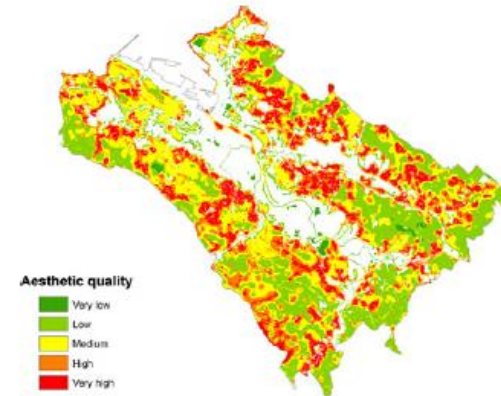 Aesthetic quality
Very low
Low
Medium
High
Very high